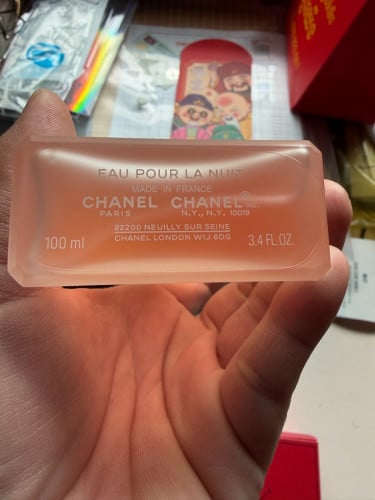 EAU POUR LA NUIT
MADE IN FRANCE
CHANEL CHANEL® INC.
PARIS N.Y., N.Y. 10019
92200 NEUILLY SUR SEINE
CHANEL LONDON W1J 6DG
100 ml 3.4 FL.OZ.